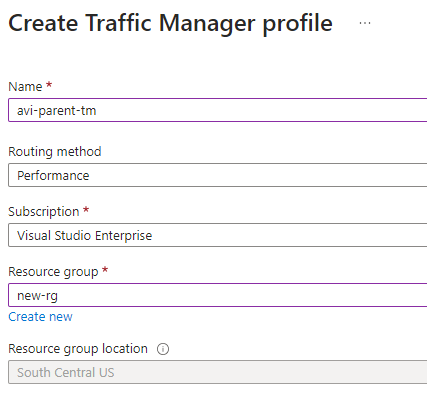 Create Traffic Manager profile ...
Name *
avi-parent-tm
Routing method
Performance
Subscription *
Visual Studio Enterprise
Resource group *
new-rg
Create new
Resource group location
South Central US